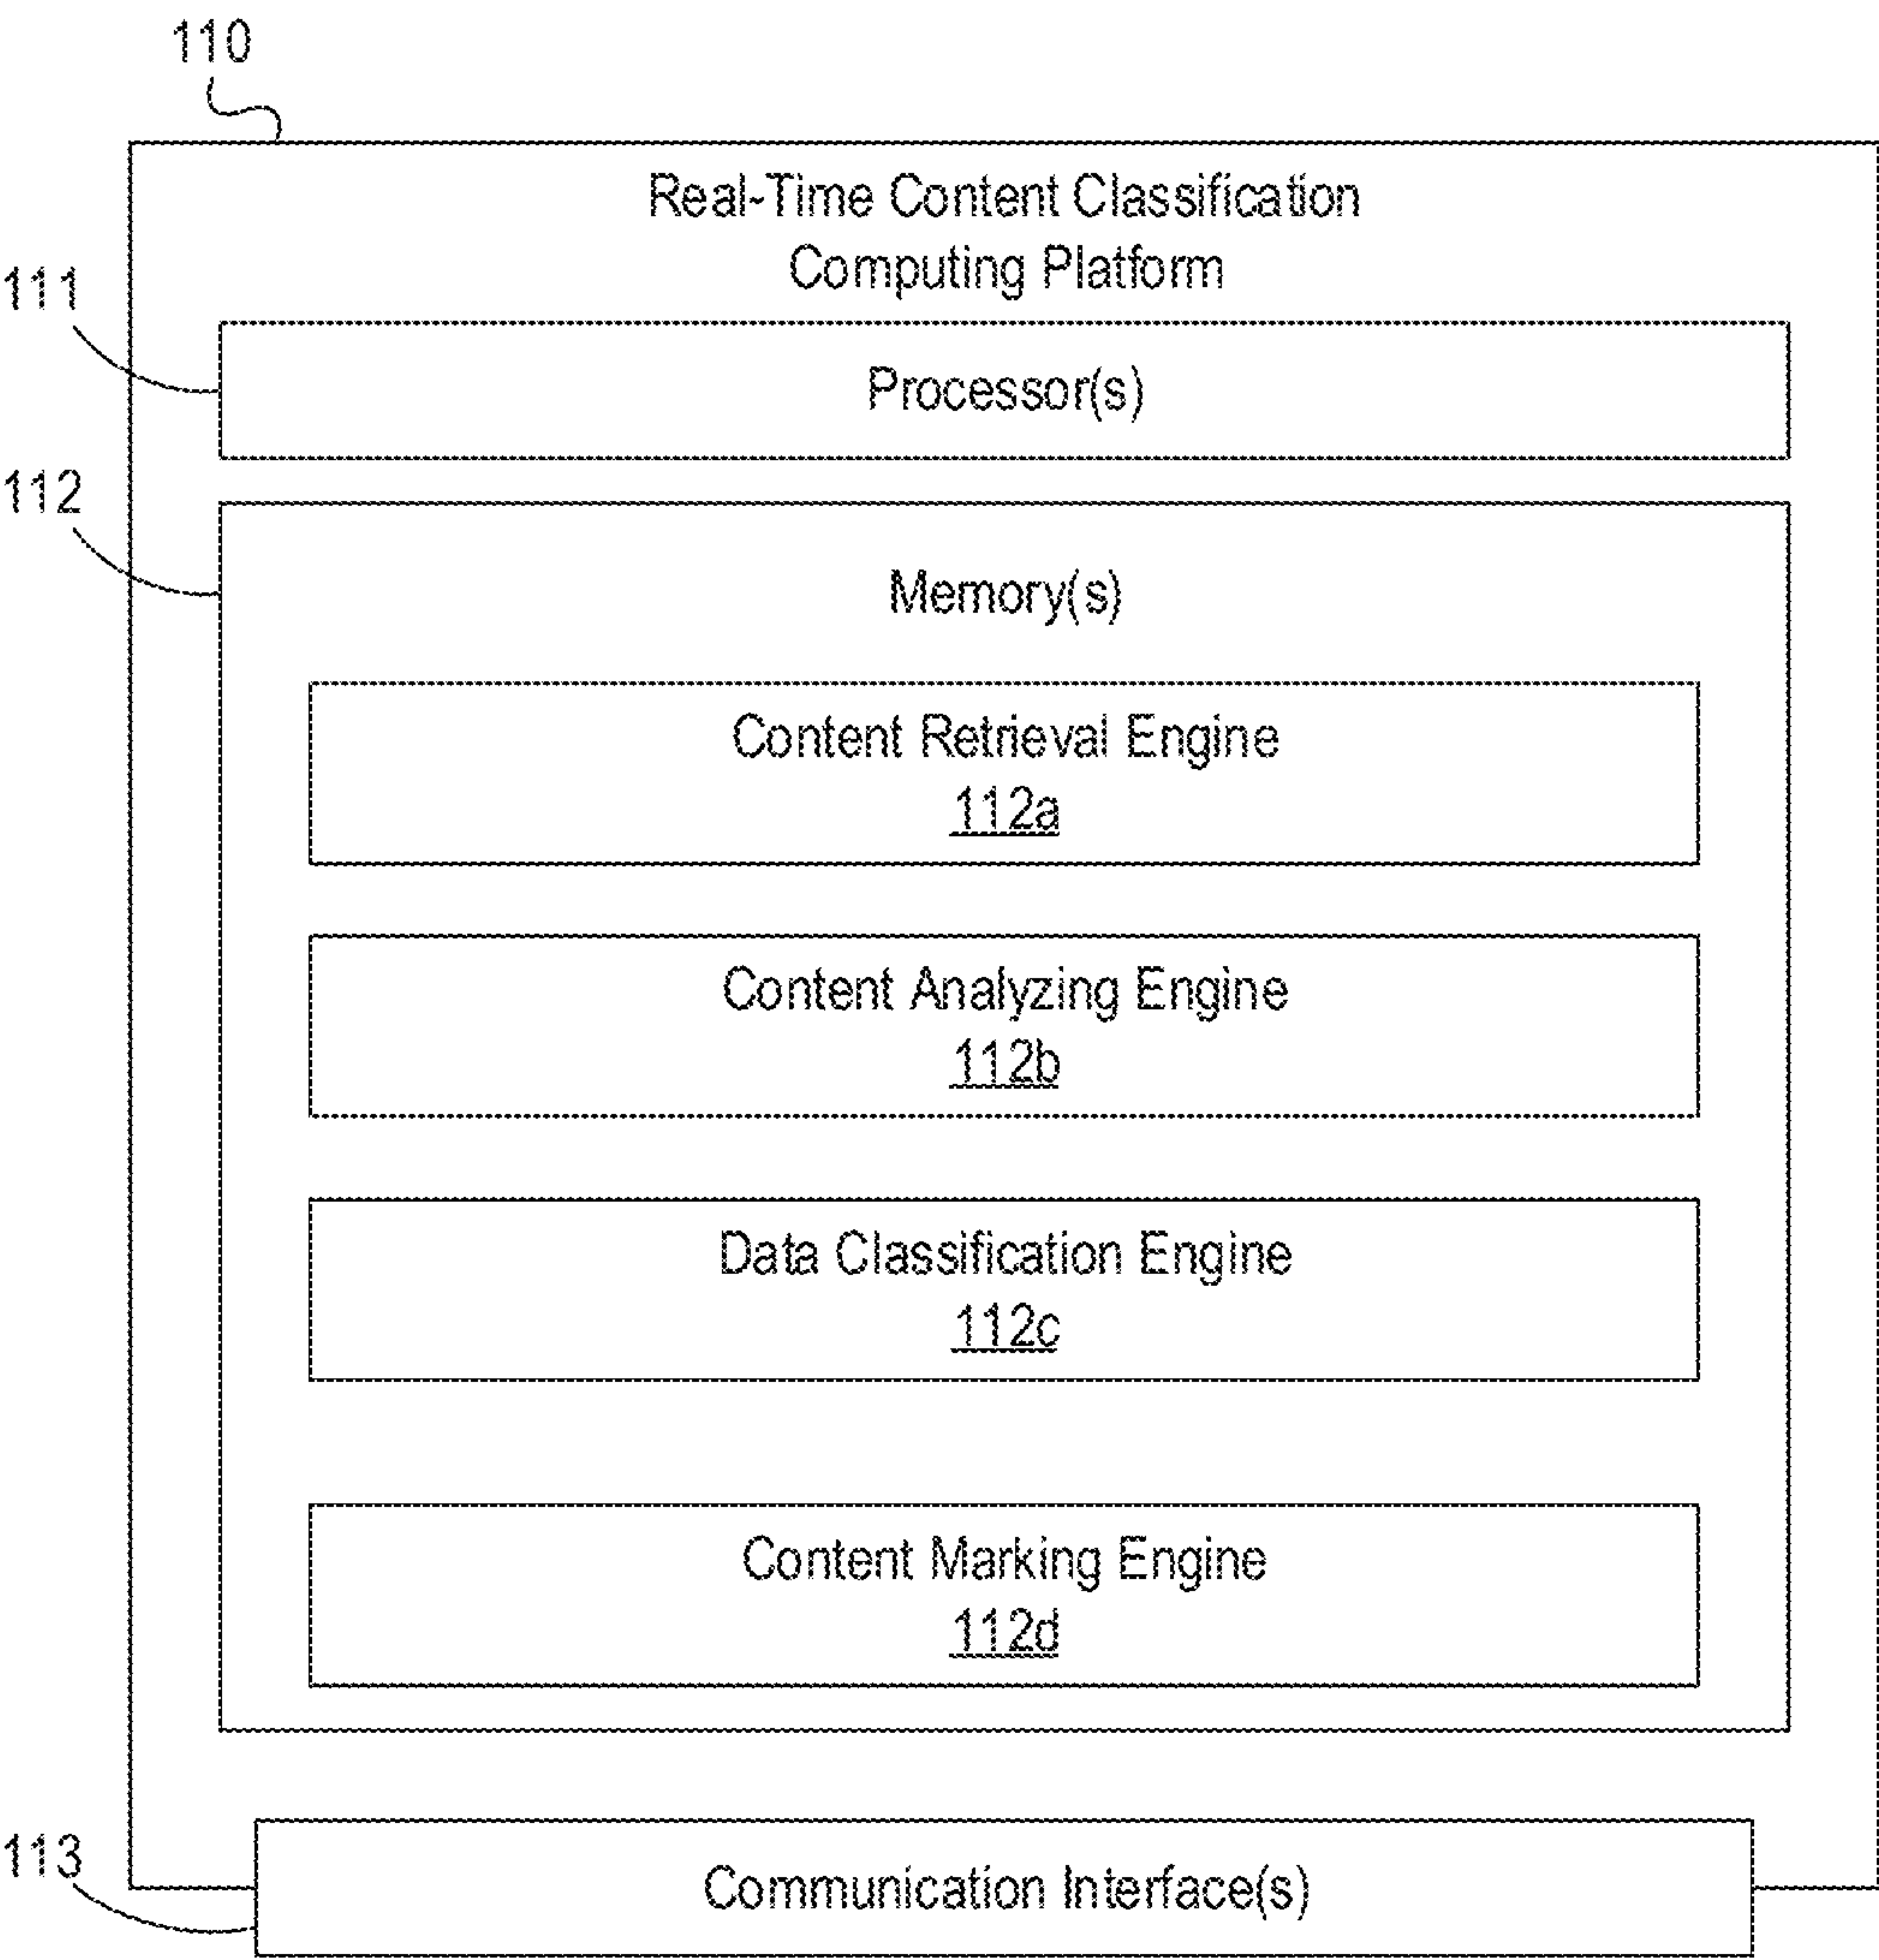 110
Real-Time Content Classification
Computing Platform
111
Processor(s)
112
Memory(s)
Content Retrieval Engine
112a
Content Analyzing Engine
112b
Data Classification Engine
112c
Content Marking Engine
112d
113
Communication Interface(s)